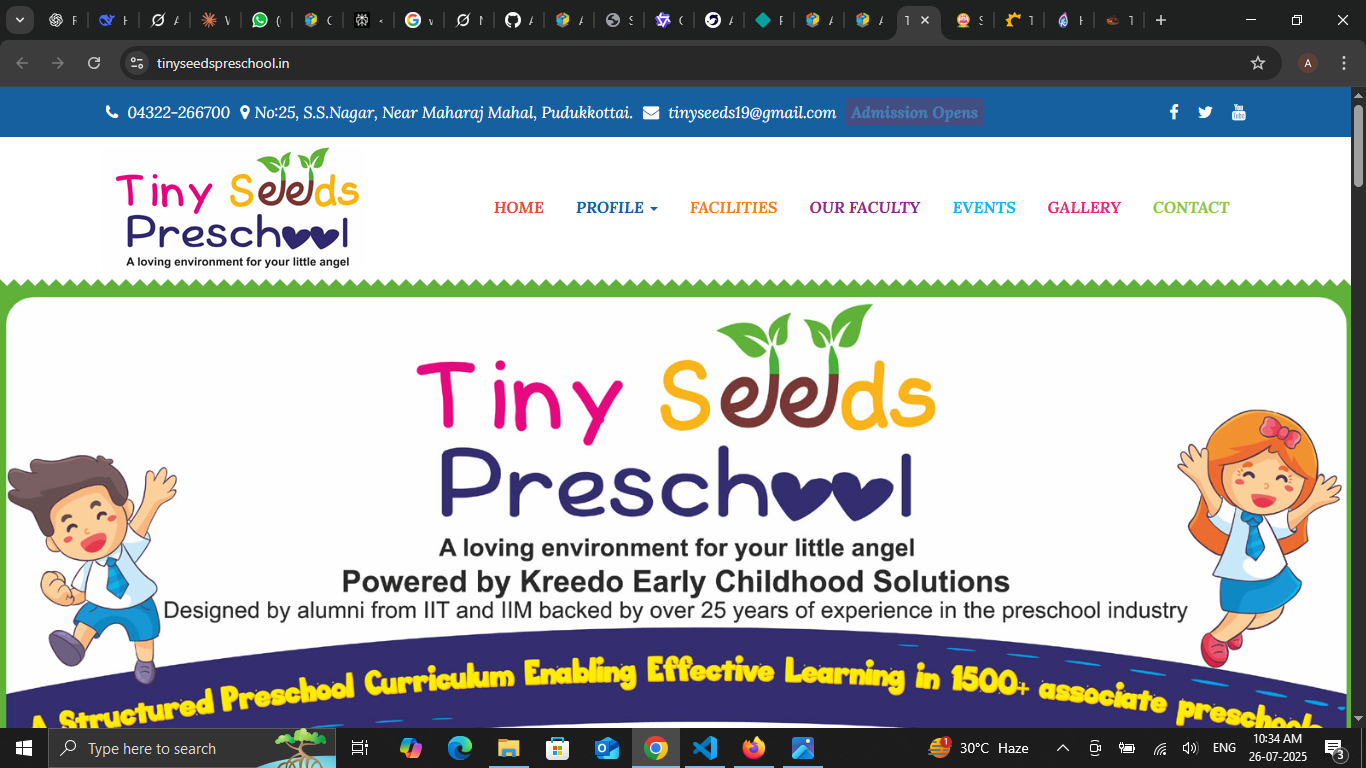 tinyseedspreschool.in
A
04322-266700 No:25, S.S.Nagar, Near Maharaj Mahal, Pudukkottai. tinyseeds19@gmail.com Admission Opens
You Tube
Tiny Seeds
Preschool
A loving environment for your little angel
HOME PROFILE FACILITIES OUR FACULTY EVENTS GALLERY CONTACT
Tiny Seeds
Preschool
A loving environment for your little angel
Powered by Kreedo Early Childhood Solutions
Designed by alumni from IIT and IIM backed by over 25 years of experience in the preschool industry
A Structured Preschool Curriculum Enabling Effective Learning in 1500+ associate preschools
Type here to search
1
30°C Haze
ENG
10:34 AM
26-07-2025
3